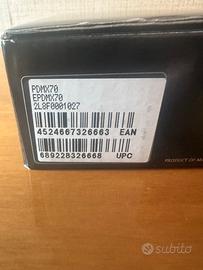 PDMX70
EPDMX70
2L8F0001027
4524667326663 EAN
689228326668 UPC
PRODUCT OF M
subito